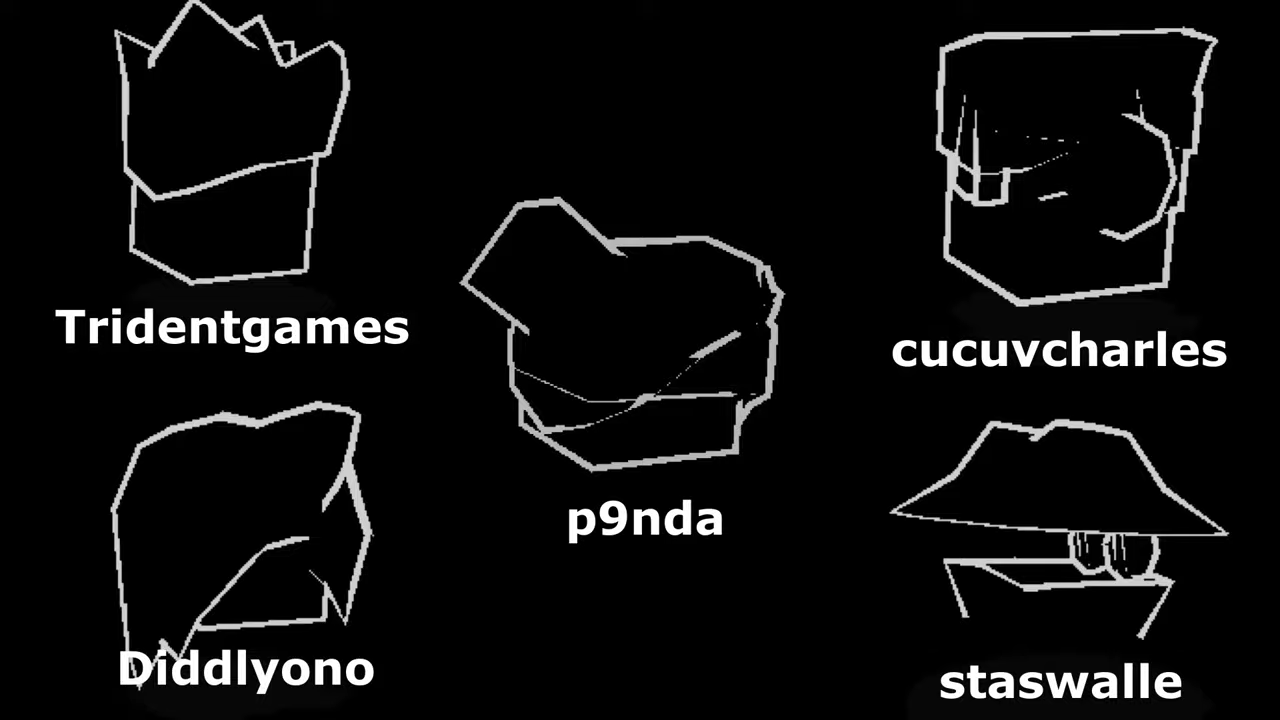 Tridentgames
cucuvcharles
p9nda
Diddlyono
staswalle